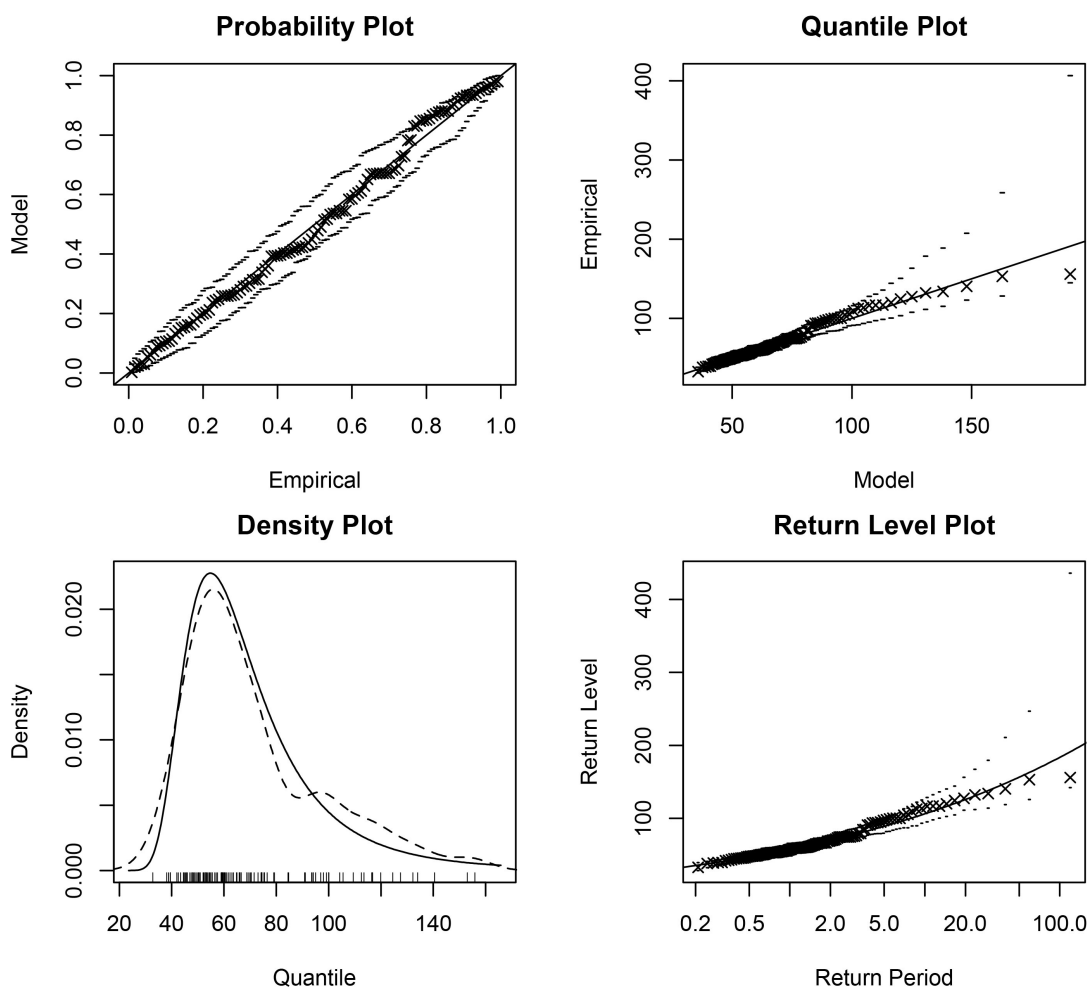 Probability Plot
Model
0.0 0.2 0.4 0.6 0.8 1.0
0.0 0.2 0.4 0.6 0.8 1.0
Empirical
Quantile Plot
Empirical
100 200 300 400
50 100 150
Model
Density Plot
Density
0.000 0.010 0.020
20 40 60 80 100 140
Quantile
Return Level Plot
Return Level
100 200 300 400
0.2 0.5 2.0 5.0 20.0 100.0
Return Period